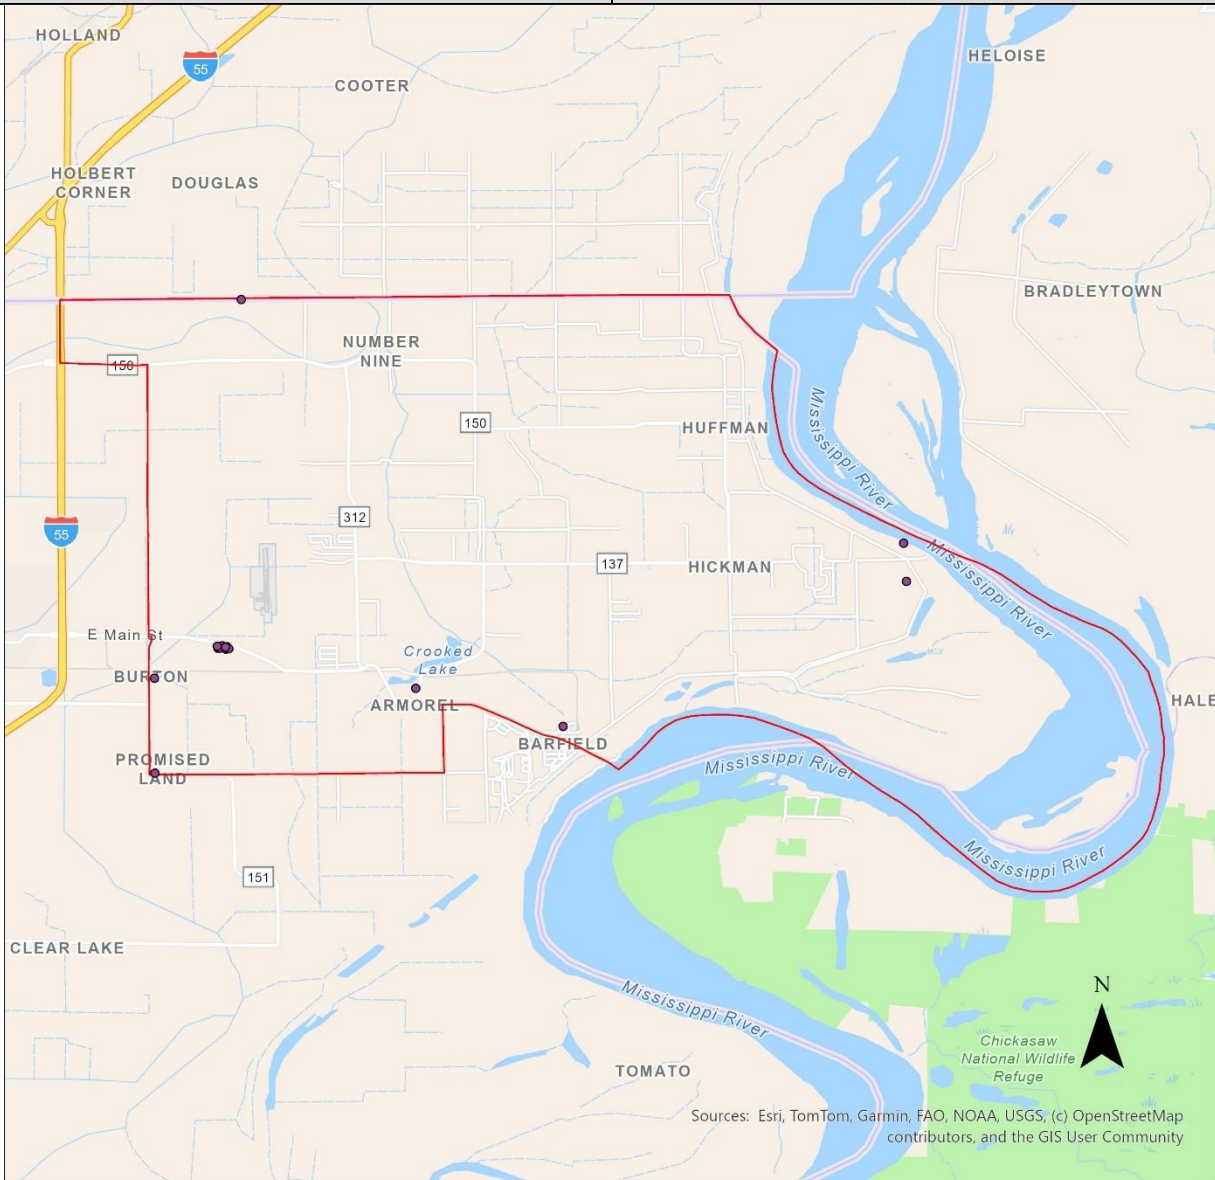 HOLLAND
55
COOTER
HELOISE
HOLBERT
CORNER
DOUGLAS
BRADLEYTOWN
NUMBER
NINE
150
150
HUFFMAN
Mississippi River
312
55
137
HICKMAN
Mississippi River
E Main St
Crooked
Lake
BURTON
ARMOREL
BARFIELD
PROMISED
LAND
Mississippi River
Mississippi River
151
CLEAR LAKE
Mississippi River
N
Chickasaw
National Wildlife
Refuge
TOMATO
Sources: Esri, TomTom, Garmin, FAO, NOAA, USGS, (c) OpenStreetMap
contributors, and the GIS User Community